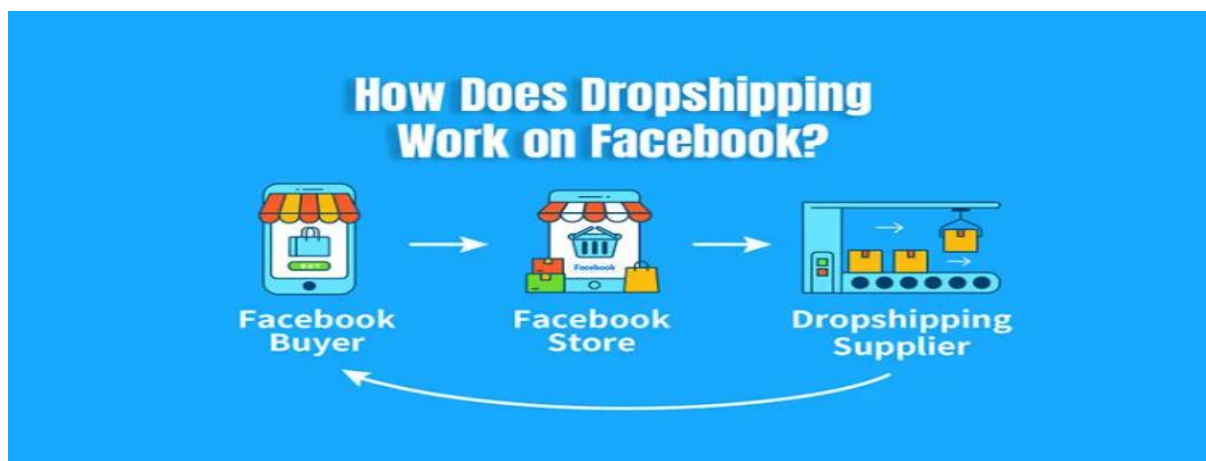 How Does Dropshipping
Work on Facebook?
BUY
Facebook
Facebook
Buyer
Facebook
Store
Dropshipping
Supplier